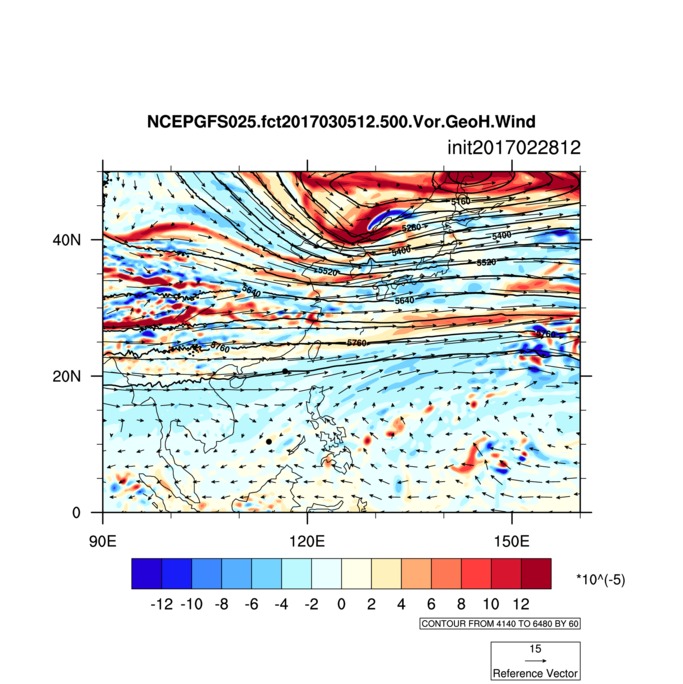 NCEPGFS025.fct2017030512.500.Vor.GeoH.Wind
init2017022812
5160
5280
5400
5400
40N
5520
5520
5640
5640
5760
5760
5760
20N
0
90E 120E 150E
-12 -10 -8 -6 -4 -2 0 2 4 6 8 10 12
*10^(-5)
CONTOUR FROM 4140 TO 6480 BY 60
15
Reference Vector